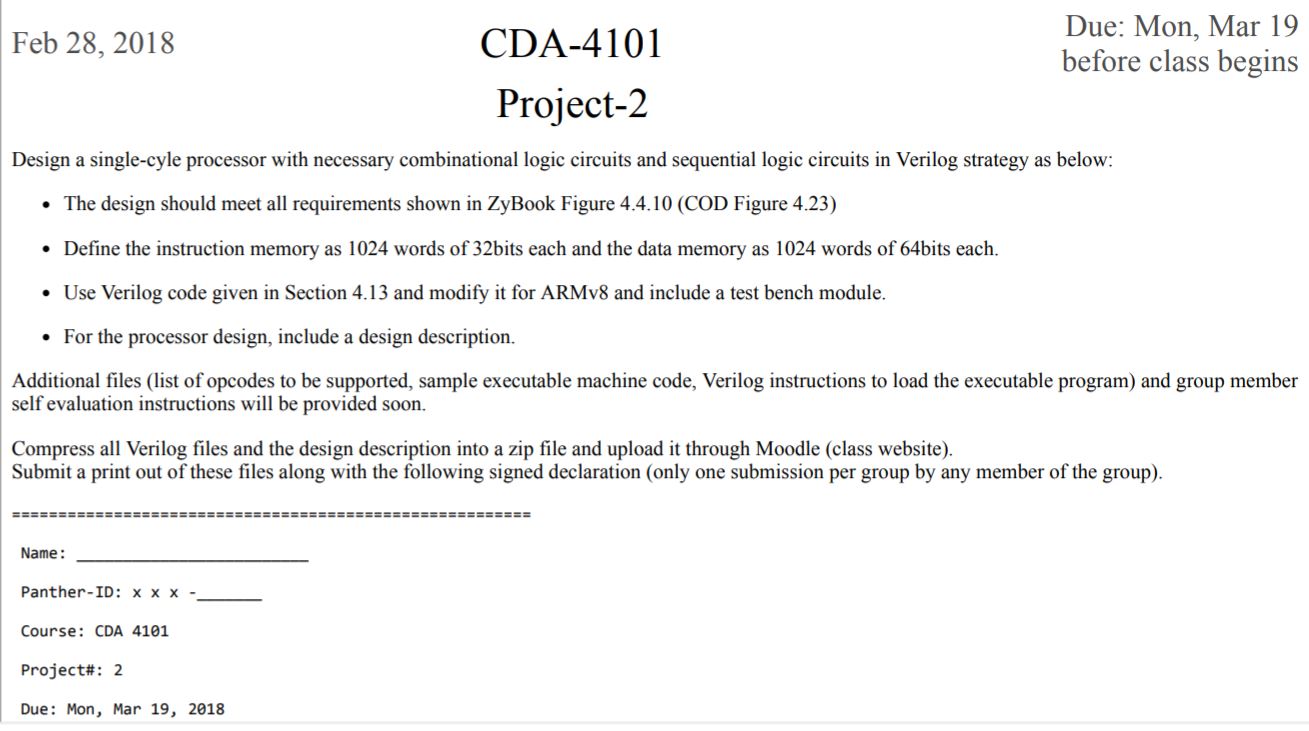 Feb 28, 2018
CDA-4101
Project-2
Due: Mon, Mar 19
before class begins
Design a single-cyle processor with necessary combinational logic circuits and sequential logic circuits in Verilog strategy as below:
• The design should meet all requirements shown in ZyBook Figure 4.4.10 (COD Figure 4.23)
• Define the instruction memory as 1024 words of 32bits each and the data memory as 1024 words of 64bits each.
• Use Verilog code given in Section 4.13 and modify it for ARMv8 and include a test bench module.
• For the processor design, include a design description.
Additional files (list of opcodes to be supported, sample executable machine code, Verilog instructions to load the executable program) and group member
self evaluation instructions will be provided soon.
Compress all Verilog files and the design description into a zip file and upload it through Moodle (class website).
Submit a print out of these files along with the following signed declaration (only one submission per group by any member of the group).
========================================================
Name: _________________________
Panther-ID: x x x -_______
Course: CDA 4101
Project#: 2
Due: Mon, Mar 19, 2018